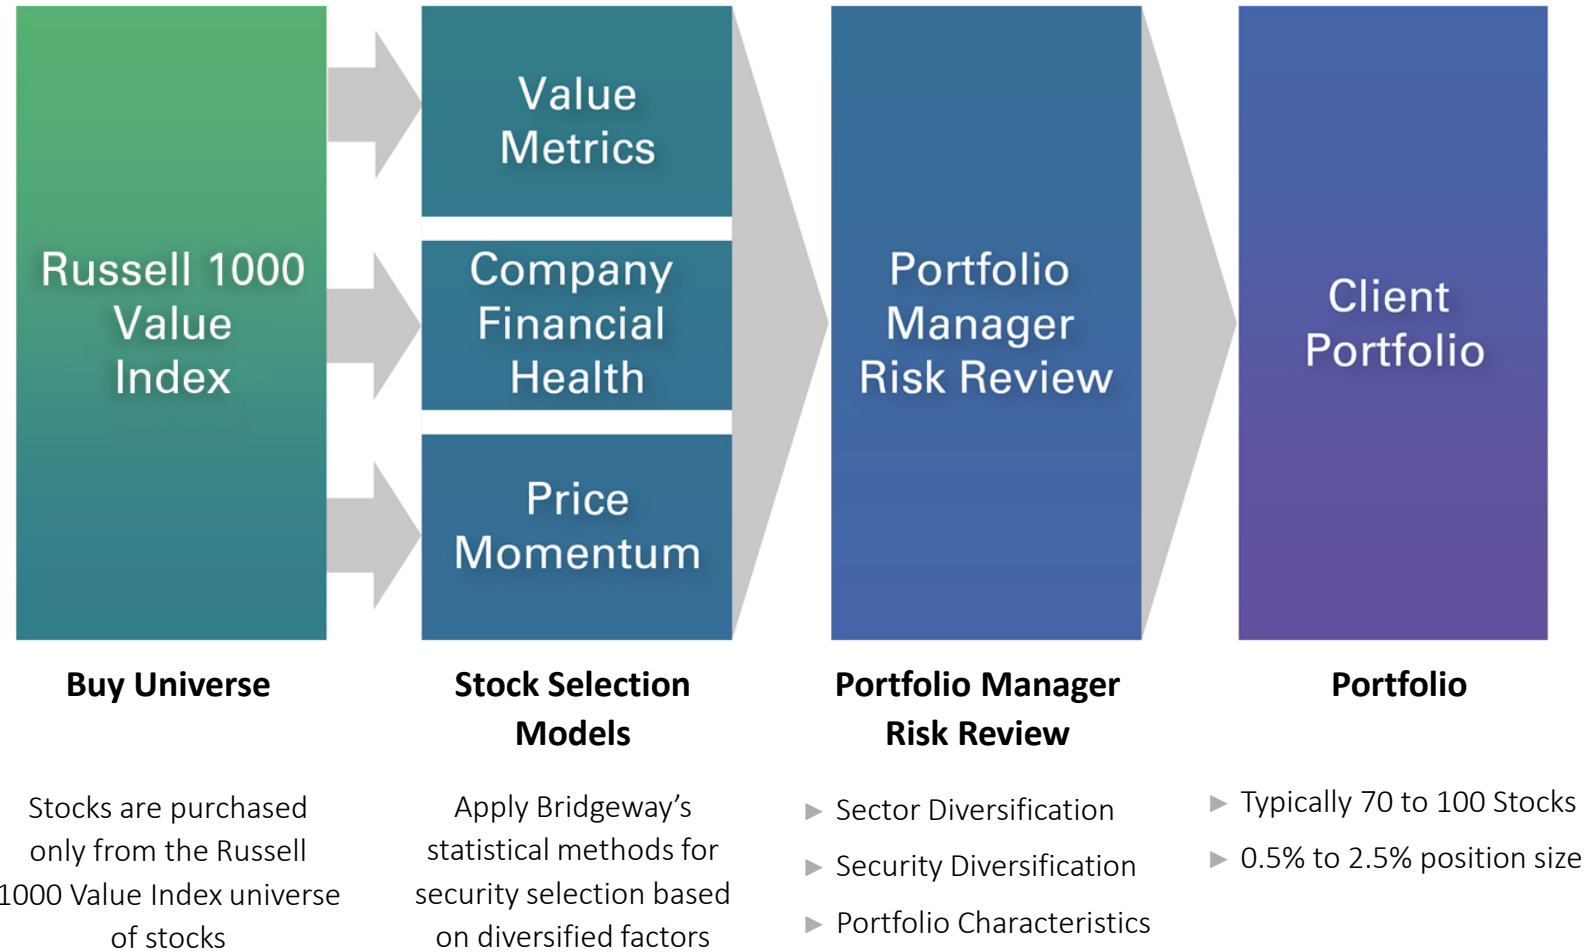 Russell 1000
Value
Index
Value
Metrics
Company
Financial
Health
Price
Momentum
Portfolio
Manager
Risk Review
Client
Portfolio
Buy Universe
Stocks are purchased
only from the Russell
1000 Value Index universe
of stocks
Stock Selection
Models
Apply Bridgeway’s
statistical methods for
security selection based
on diversified factors
Portfolio Manager
Risk Review
► Sector Diversification
► Security Diversification
► Portfolio Characteristics
Portfolio
► Typically 70 to 100 Stocks
► 0.5% to 2.5% position size